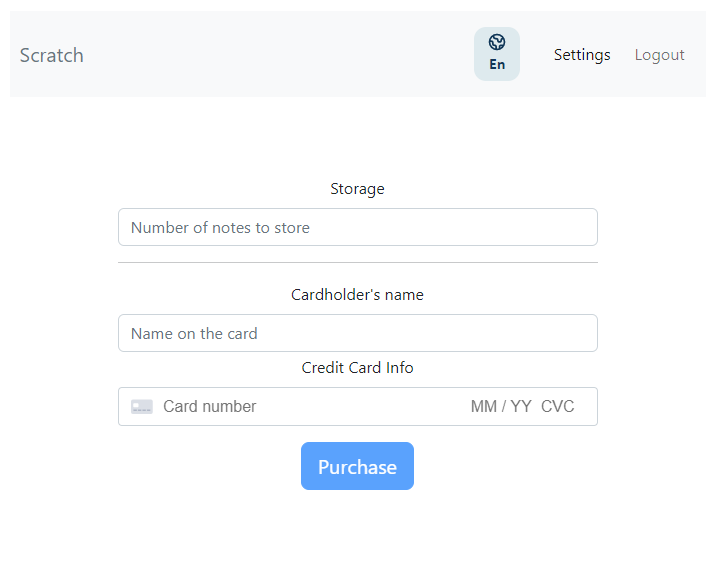 Scratch
En
Settings
Logout
Storage
Number of notes to store
Cardholder's name
Name on the card
Credit Card Info
Card number MM / YY CVC
Purchase